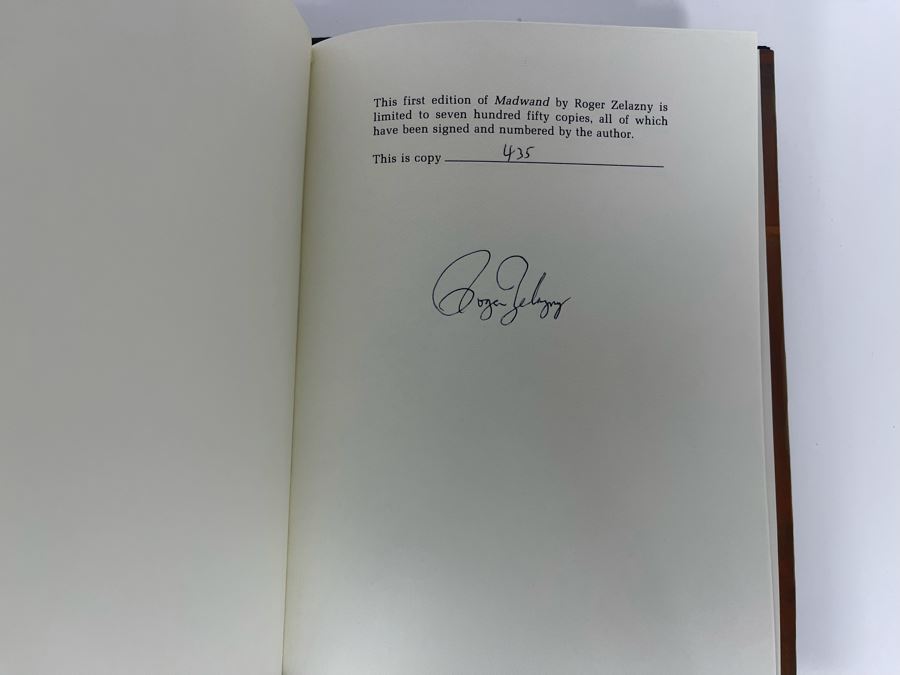 This first edition of Madwand by Roger Zelazny is
limited to seven hundred fifty copies, all of which
have been signed and numbered by the author.
This is copy 435
Roger Zelazny